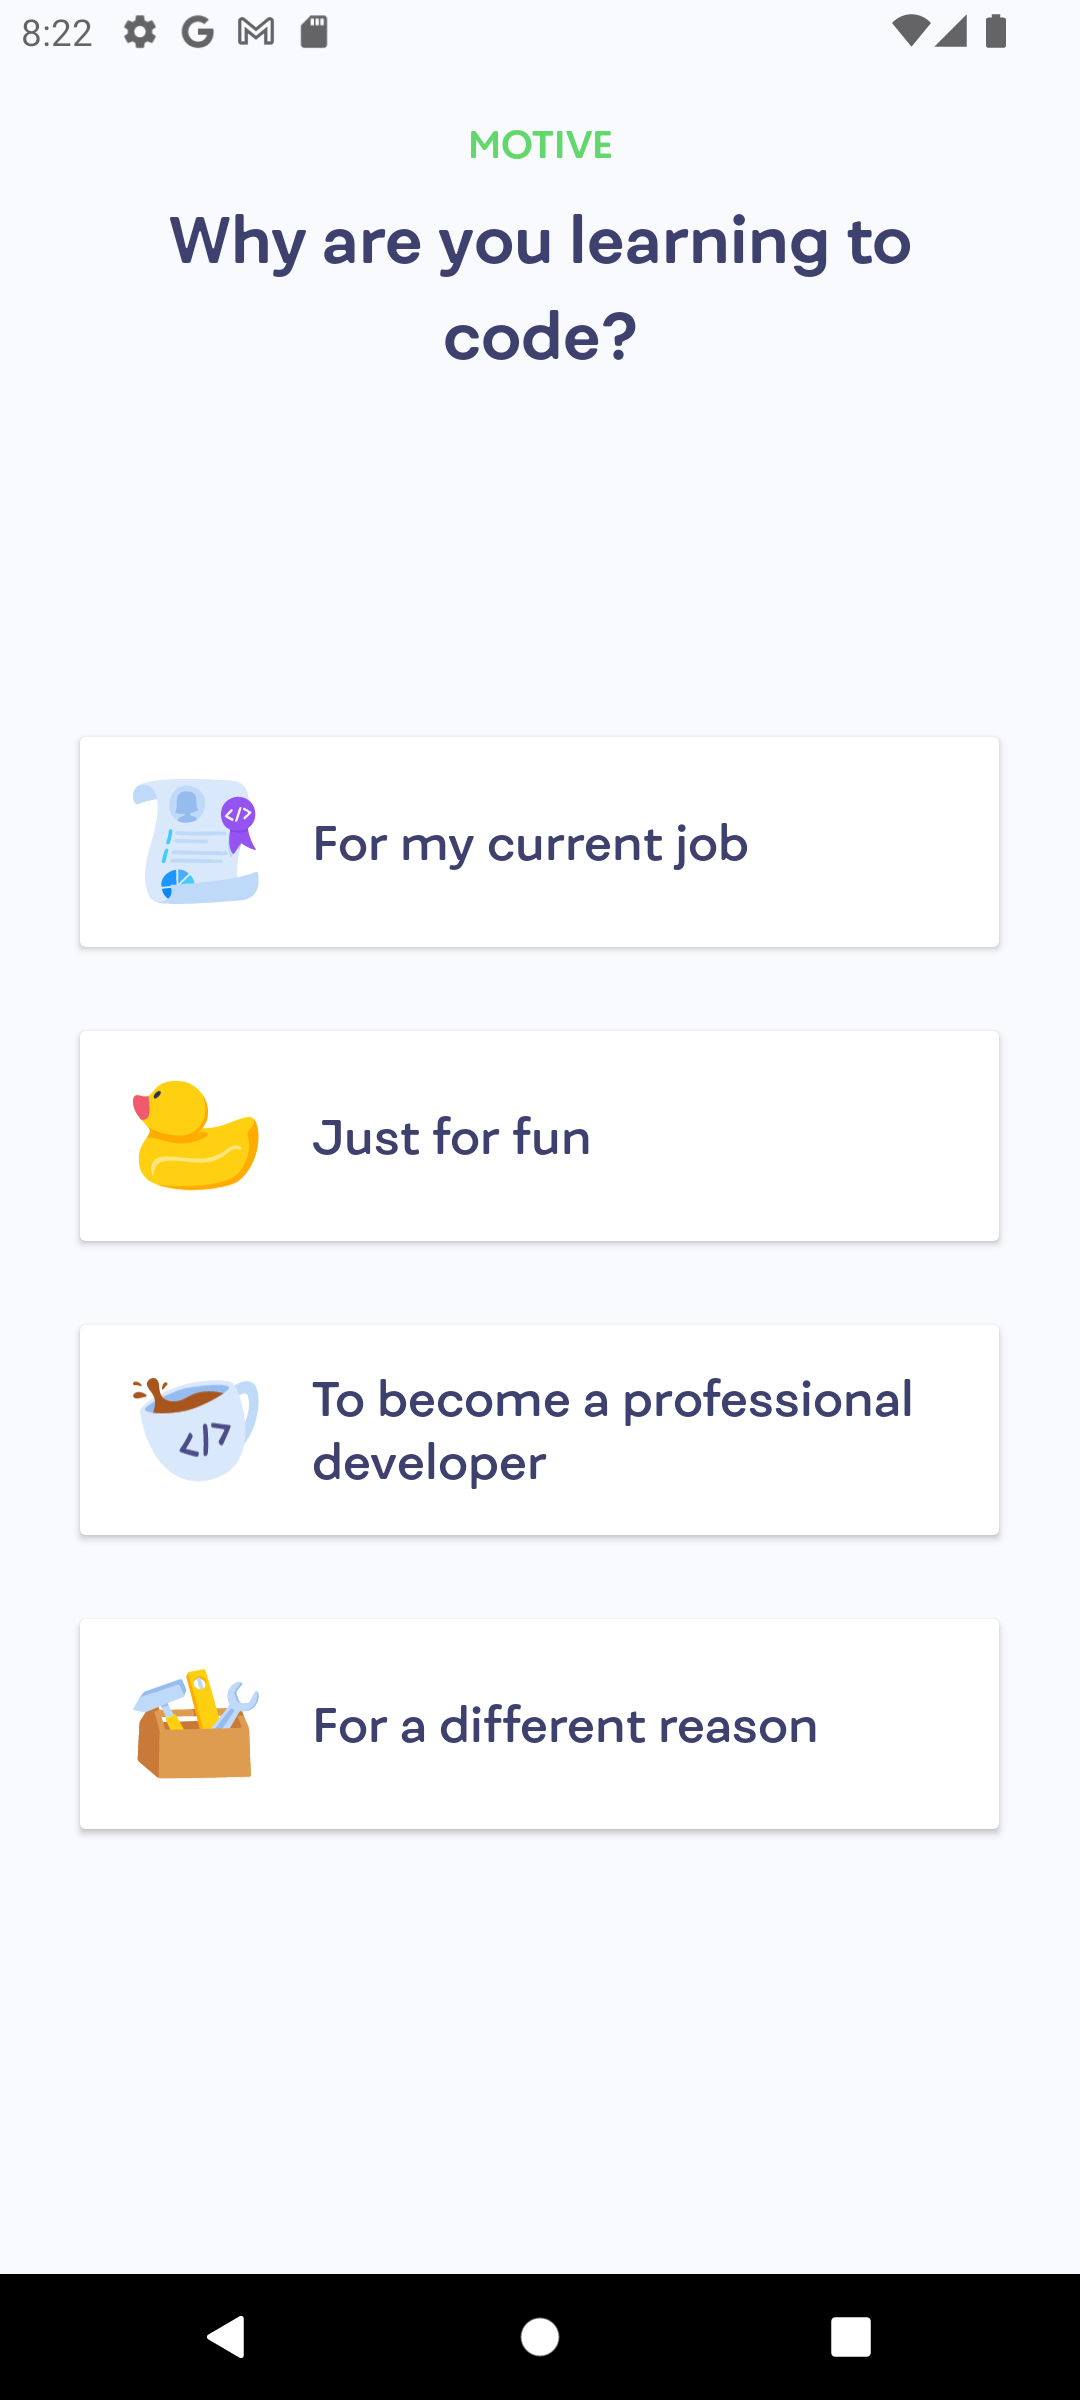 8:22
MOTIVE
Why are you learning to
code?
For my current job
Just for fun
To become a professional
developer
For a different reason